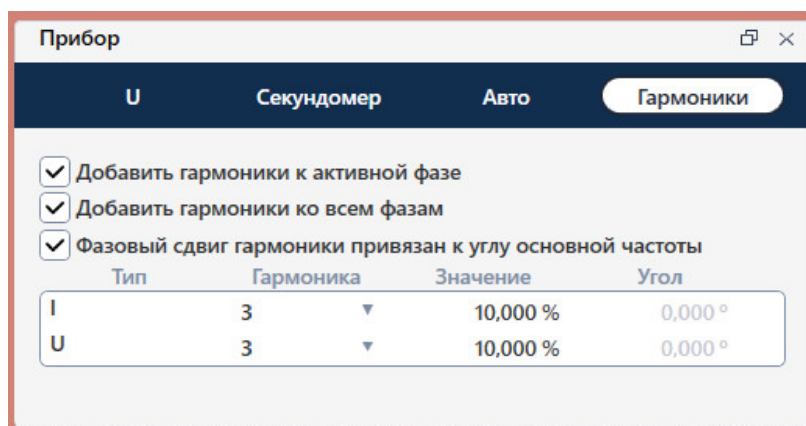 Прибор
U Секундомер Авто Гармоники
Добавить гармоники к активной фазе
Добавить гармоники ко всем фазам
Фазовый сдвиг гармоники привязан к углу основной частоты
Тип Гармоника Значение Угол
I 3 10,000 % 0,000 °
U 3 10,000 % 0,000 °